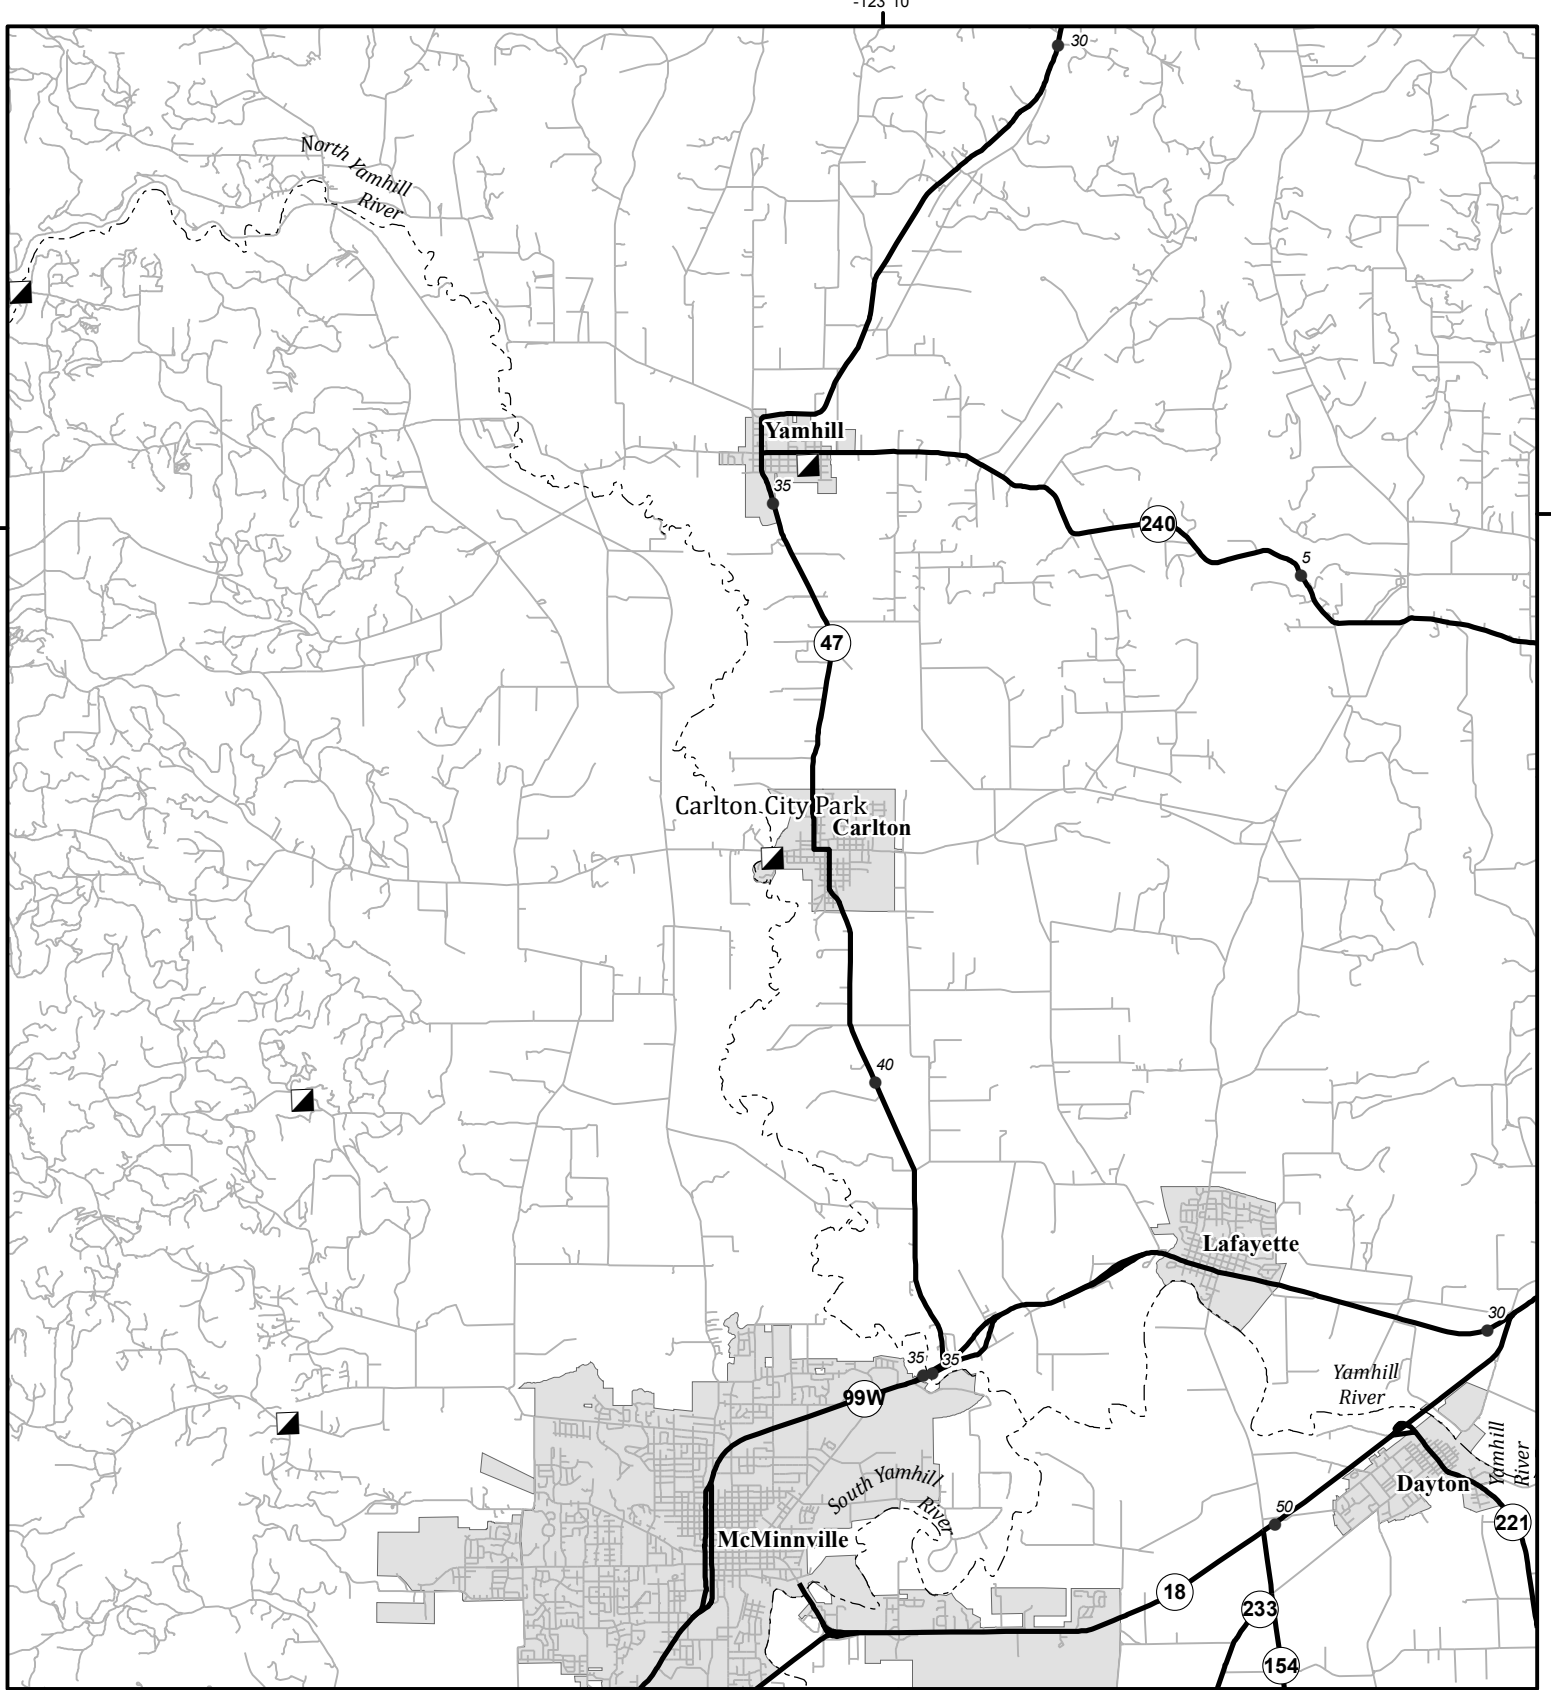 -123°10'
30
North Yamhill
River
Yamhill
35
240
5
47
Carlton City Park
Carlton
40
Lafayette
30
35
35
Yamhill
River
99W
Yamhill
River
South Yamhill
River
Dayton
50
221
McMinnville
18
233
154